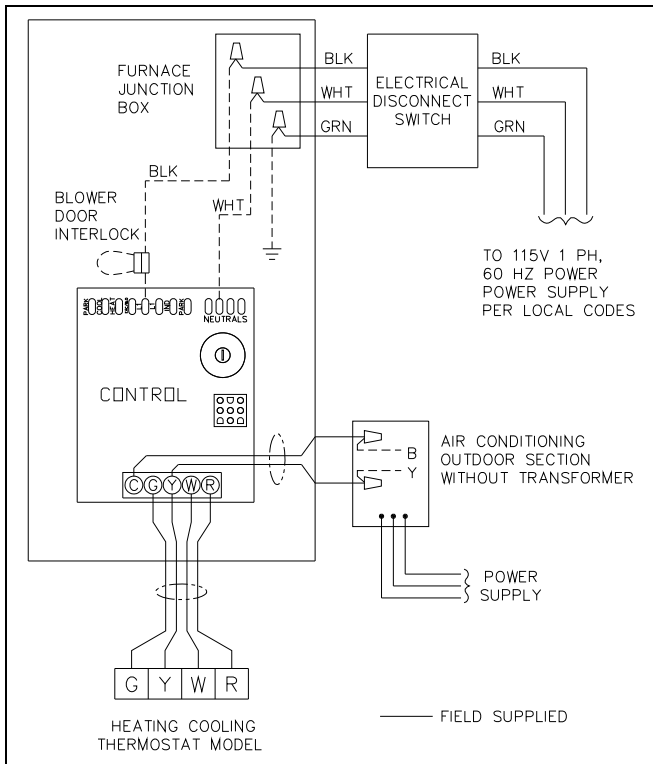 FURNACE
JUNCTION
BOX
BLK
WHT
GRN
ELECTRICAL
DISCONNECT
SWITCH
BLK
WHT
GRN
BLK
WHT
BLOWER
DOOR
INTERLOCK
TO 115V 1 PH,
60 HZ POWER
POWER SUPPLY
PER LOCAL CODES
PARK
PARK
NEUTRALS
CONTROL
C G Y W R
B
Y
AIR CONDITIONING
OUTDOOR SECTION
WITHOUT TRANSFORMER
POWER
SUPPLY
G Y W R
HEATING COOLING
THERMOSTAT MODEL
FIELD SUPPLIED